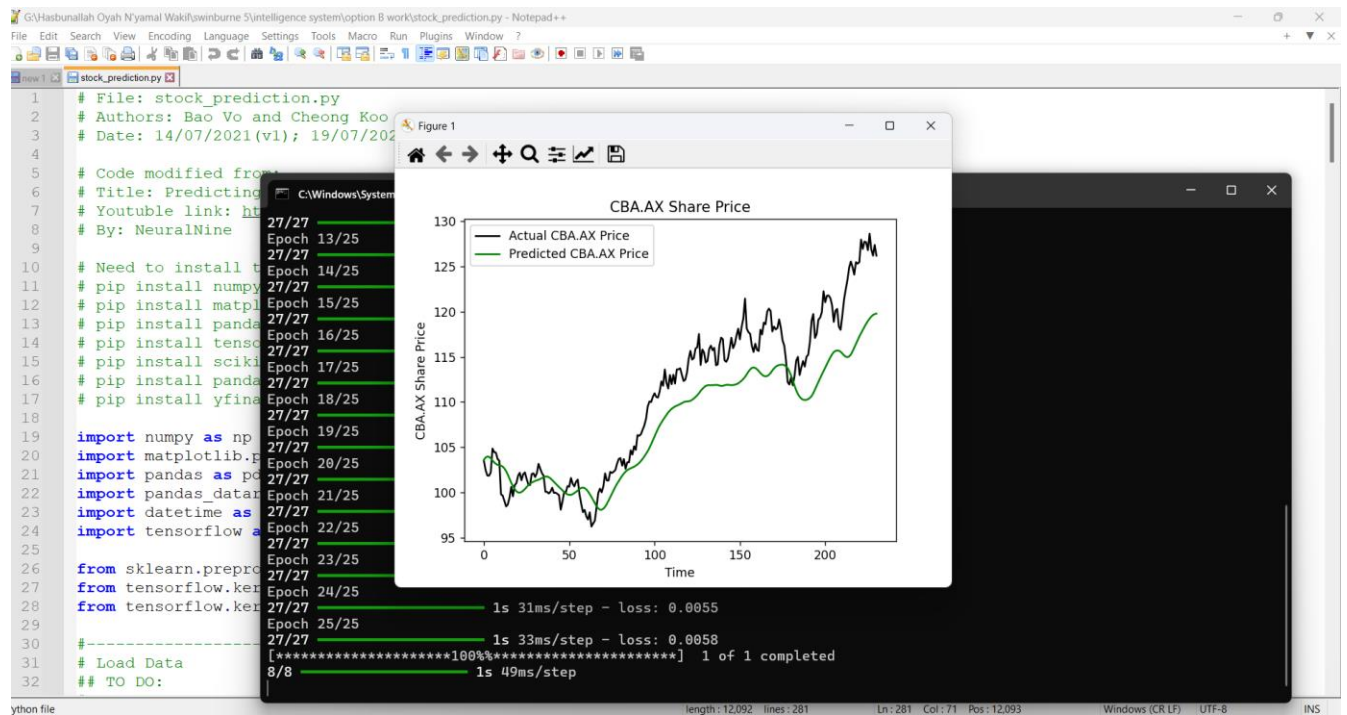 G:\Hasbunallah Oyah N'yamal Wakif\swinburne 5\intelligence system\option B work\stock_prediction.py - Notepad++
File Edit Search View Encoding Language Settings Tools Macro Run Plugins Window ?
new 1 stock_prediction.py
1 # File: stock_prediction.py
2 # Authors: Bao Vo and Cheong Koo
3 # Date: 14/07/2021(v1); 19/07/202
4
5 # Code modified from:
6 # Title: Predicting
7 # Youtuble link: ht
8 # By: NeuralNine
9
10 # Need to install t
11 # pip install numpy
12 # pip install matpl
13 # pip install panda
14 # pip install tenso
15 # pip install sciki
16 # pip install panda
17 # pip install yfina
18
19 import numpy as np
20 import matplotlib.p
21 import pandas as pd
22 import pandas_datar
23 import datetime as
24 import tensorflow a
25
26 from sklearn.prepro
27 from tensorflow.ker
28 from tensorflow.ker
29
30 #--------------------
31 # Load Data
32 ## TO DO:
C:\Windows\System
27/27
Epoch 13/25
27/27
Epoch 14/25
27/27
Epoch 15/25
27/27
Epoch 16/25
27/27
Epoch 17/25
27/27
Epoch 18/25
27/27
Epoch 19/25
27/27
Epoch 20/25
27/27
Epoch 21/25
27/27
Epoch 22/25
27/27
Epoch 23/25
27/27
Epoch 24/25
27/27 1s 31ms/step - loss: 0.0055
Epoch 25/25
27/27 1s 33ms/step - loss: 0.0058
[*********************100%%**********************] 1 of 1 completed
8/8 1s 49ms/step
Figure 1
CBA.AX Share Price
Actual CBA.AX Price
Predicted CBA.AX Price
CBA.AX Share Price
130
125
120
115
110
105
100
95
0 50 100 150 200
Time
ython file length : 12,092 lines : 281 Ln : 281 Col : 71 Pos : 12,093 Windows (CR LF) UTF-8 INS